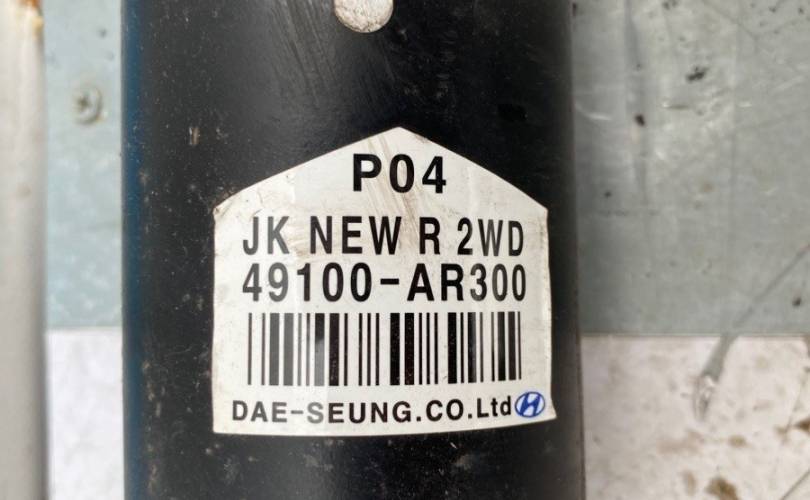 P04
JK NEW R 2WD
49100-AR300
DAE-SEUNG.CO.Ltd